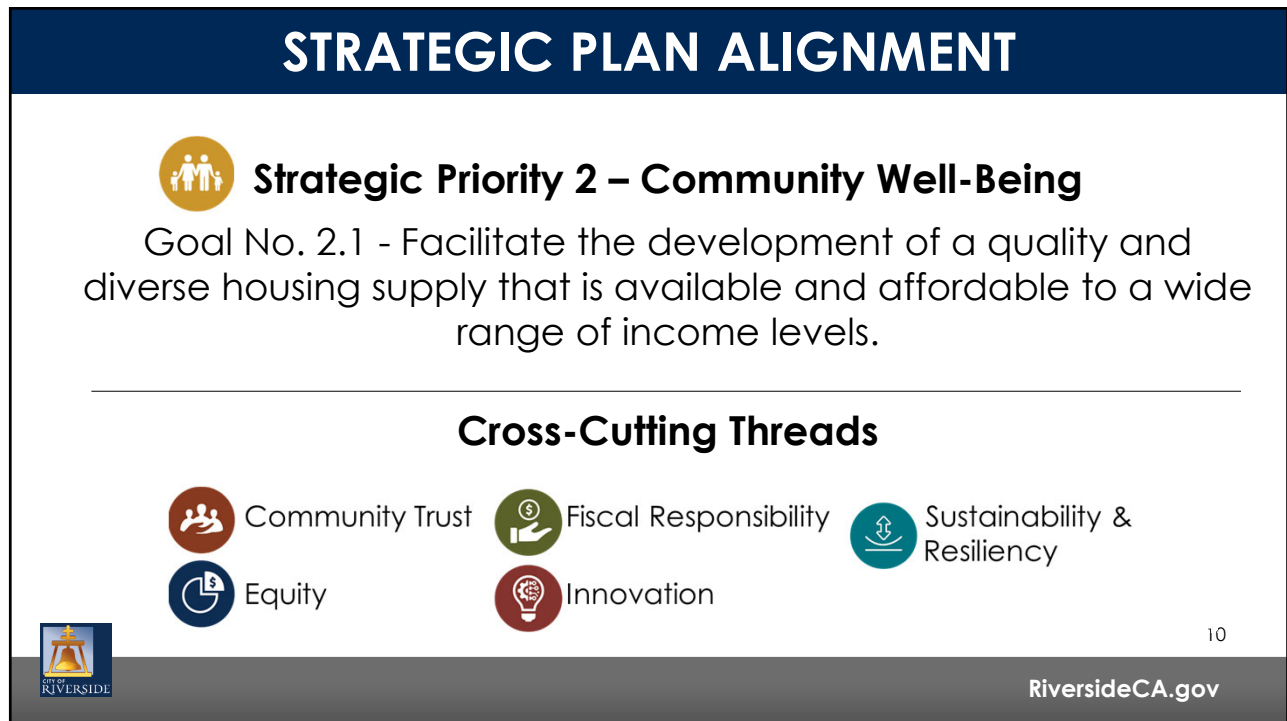 STRATEGIC PLAN ALIGNMENT
Strategic Priority 2 – Community Well-Being
Goal No. 2.1 - Facilitate the development of a quality and
diverse housing supply that is available and affordable to a wide
range of income levels.
Cross-Cutting Threads
Community Trust
Fiscal Responsibility
Sustainability &
Resiliency
Equity
Innovation
10
CITY OF
RIVERSIDE
RiversideCA.gov